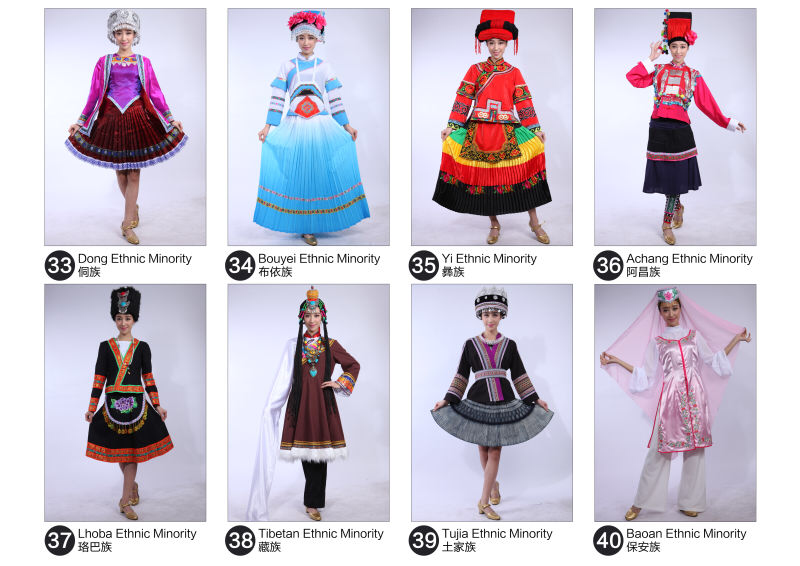 33 Dong Ethnic Minority
侗族
34 Bouyei Ethnic Minority
布依族
35 Yi Ethnic Minority
彝族
36 Achang Ethnic Minority
阿昌族
37 Lhoba Ethnic Minority
珞巴族
38 Tibetan Ethnic Minority
藏族
39 Tujia Ethnic Minority
土家族
40 Baoan Ethnic Minority
保安族